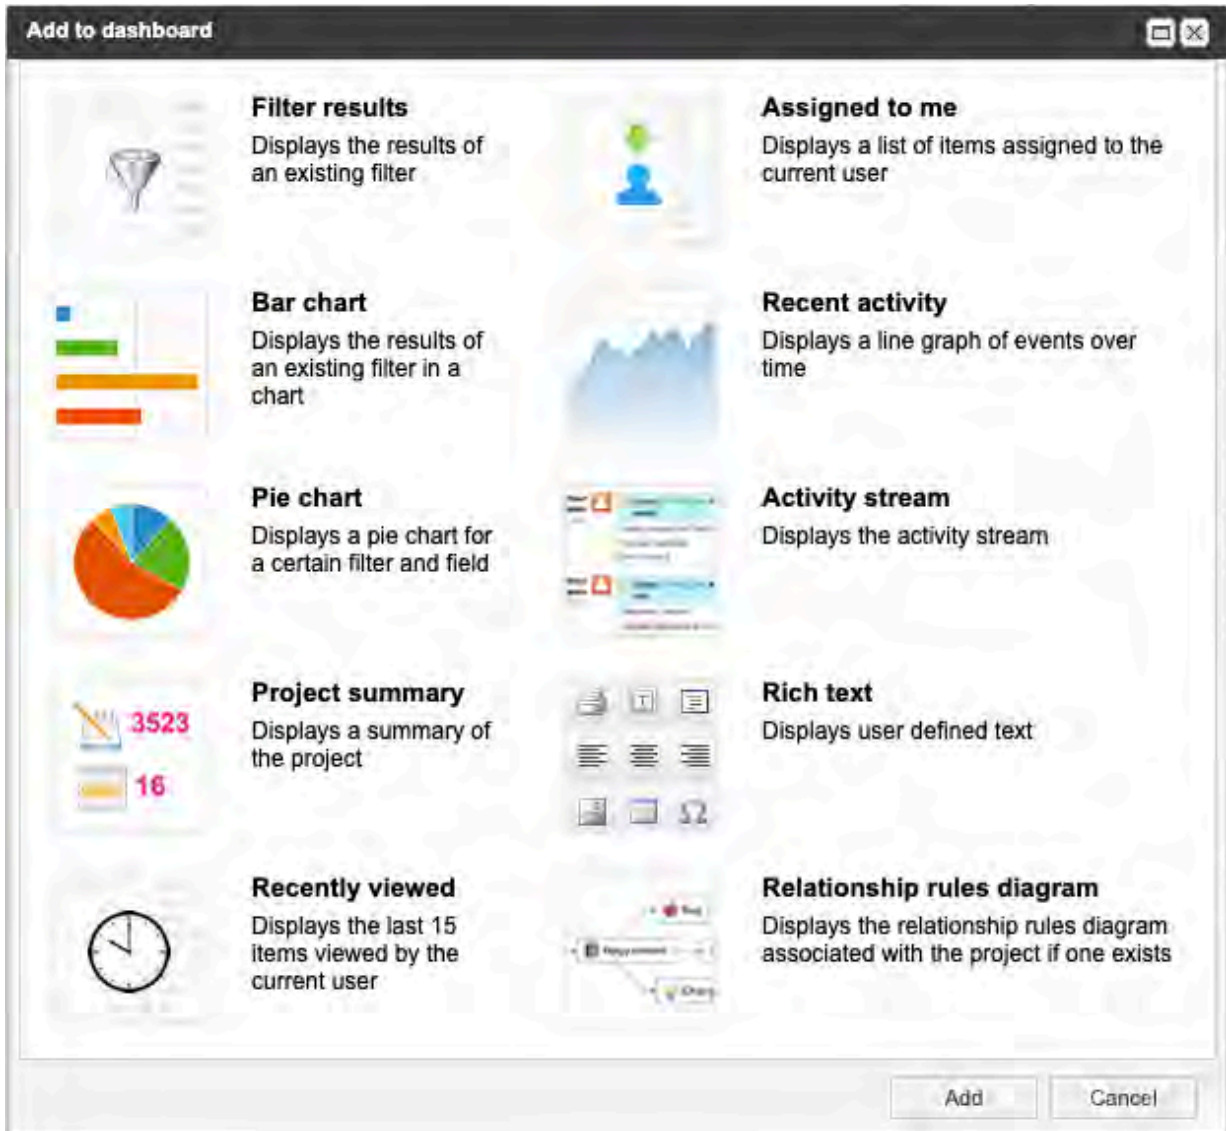 Add to dashboard
Filter results
Displays the results of
an existing filter
Assigned to me
Displays a list of items assigned to the
current user
Bar chart
Displays the results of
an existing filter in a
chart
Recent activity
Displays a line graph of events over
time
Pie chart
Displays a pie chart for
a certain filter and field
Activity stream
Displays the activity stream
Project summary
Displays a summary of
the project
3523
16
Rich text
Displays user defined text
T
Ω
Recently viewed
Displays the last 15
items viewed by the
current user
Relationship rules diagram
Displays the relationship rules diagram
associated with the project if one exists
Add
Cancel